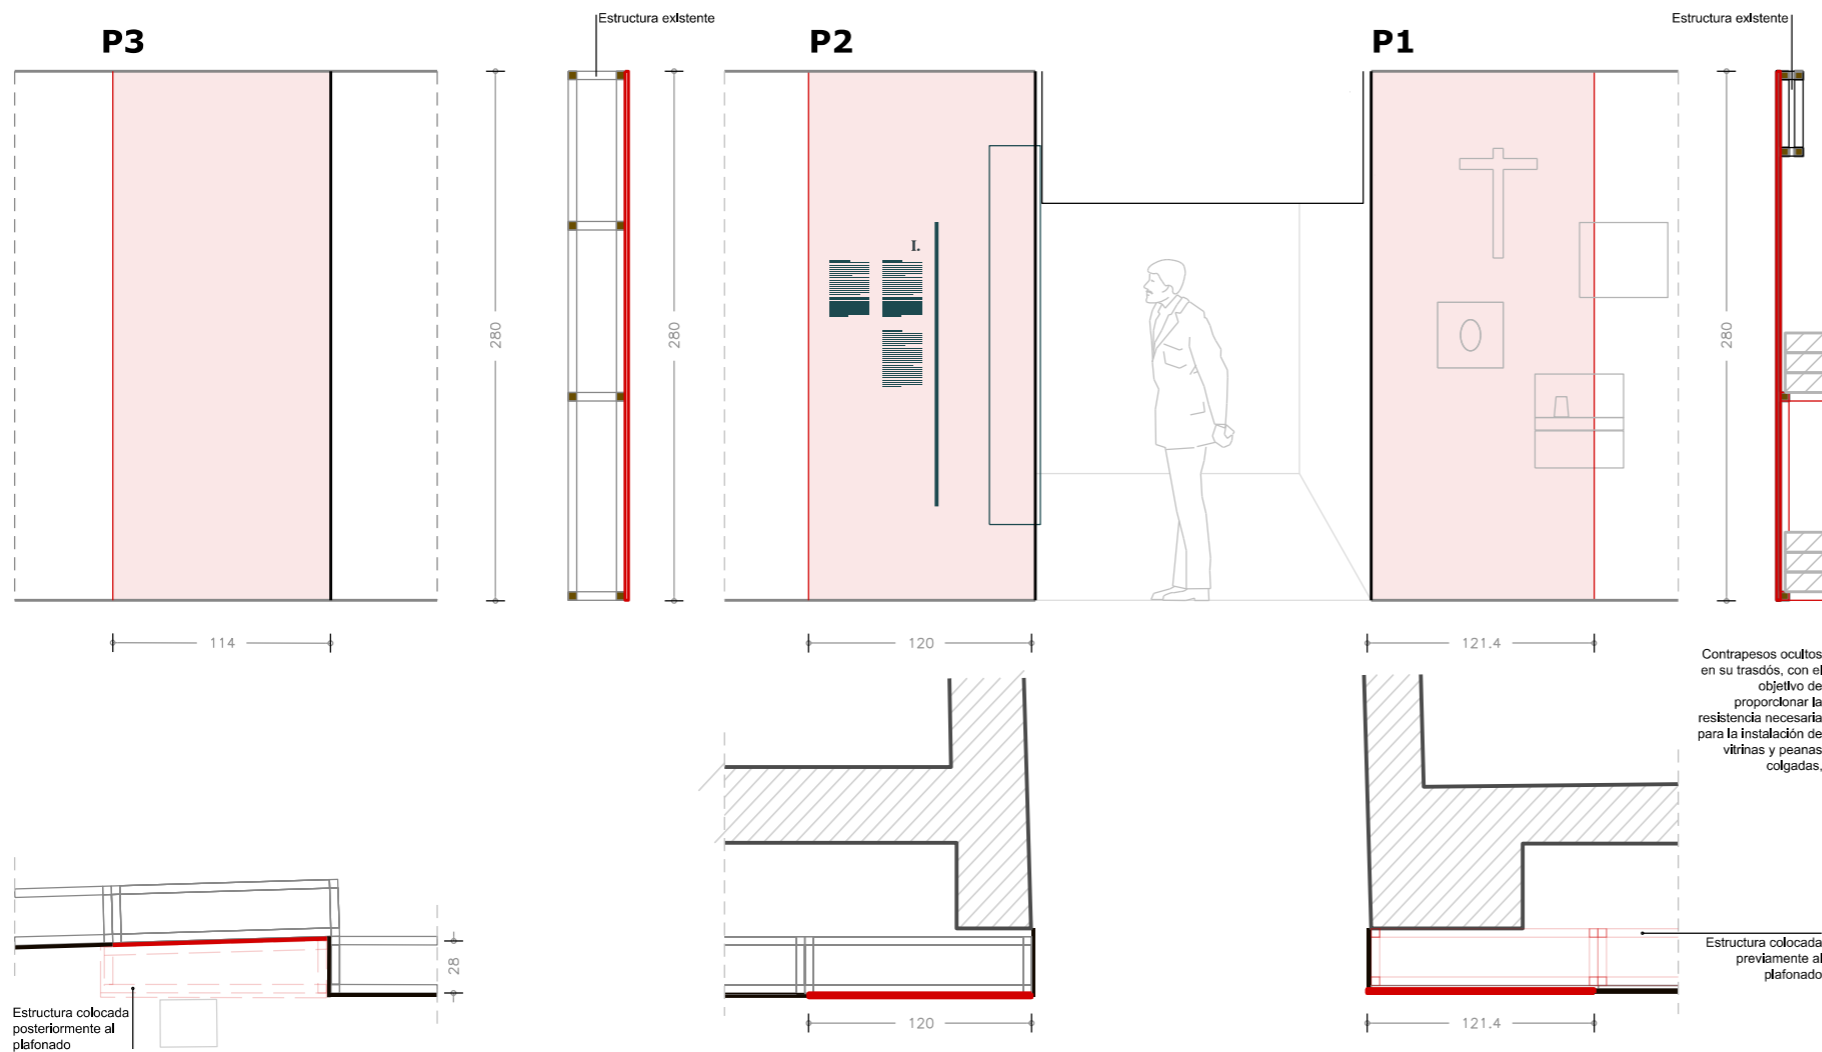 Estructura existente
Estructura existente
P3
P2
P1
I.
280
280
280
114
120
121.4
Contrapesos ocultos
en su trasdós, con el
objetivo de
proporcionar la
resistencia necesaria
para la instalación de
vitrinas y peanas
colgadas,
28
Estructura colocada
previamente al
plafonado
Estructura colocada
posteriormente al
plafonado
120
121.4